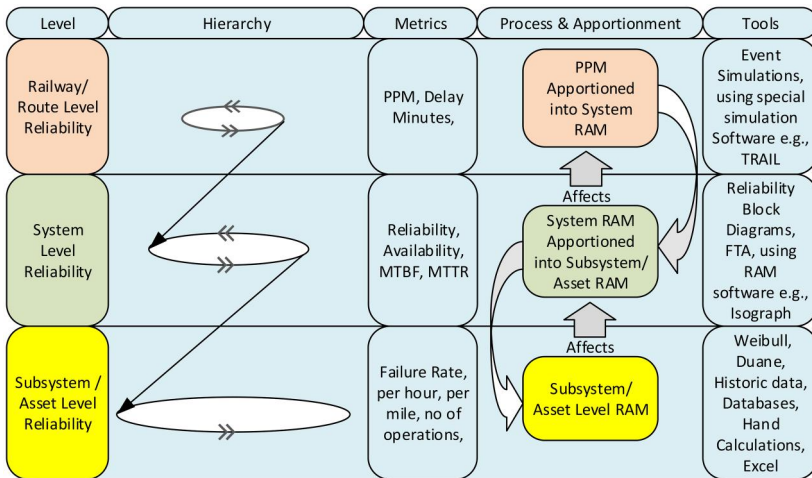 Level
Hierarchy
Metrics
Process & Apportionment
Tools
Railway/
Route Level
Reliability
PPM, Delay
Minutes,
PPM
Apportioned
into System
RAM
Event
Simulations,
using special
simulation
Software e.g.,
TRAIL
Affects
System
Level
Reliability
Reliability,
Availability,
MTBF, MTTR
System RAM
Apportioned
into Subsystem/
Asset RAM
Reliability
Block
Diagrams,
FTA, using
RAM
software e.g.,
Isograph
Affects
Subsystem /
Asset Level
Reliability
Failure Rate,
per hour, per
mile, no of
operations,
Subsystem/
Asset Level RAM
Weibull,
Duane,
Historic data,
Databases,
Hand
Calculations,
Excel